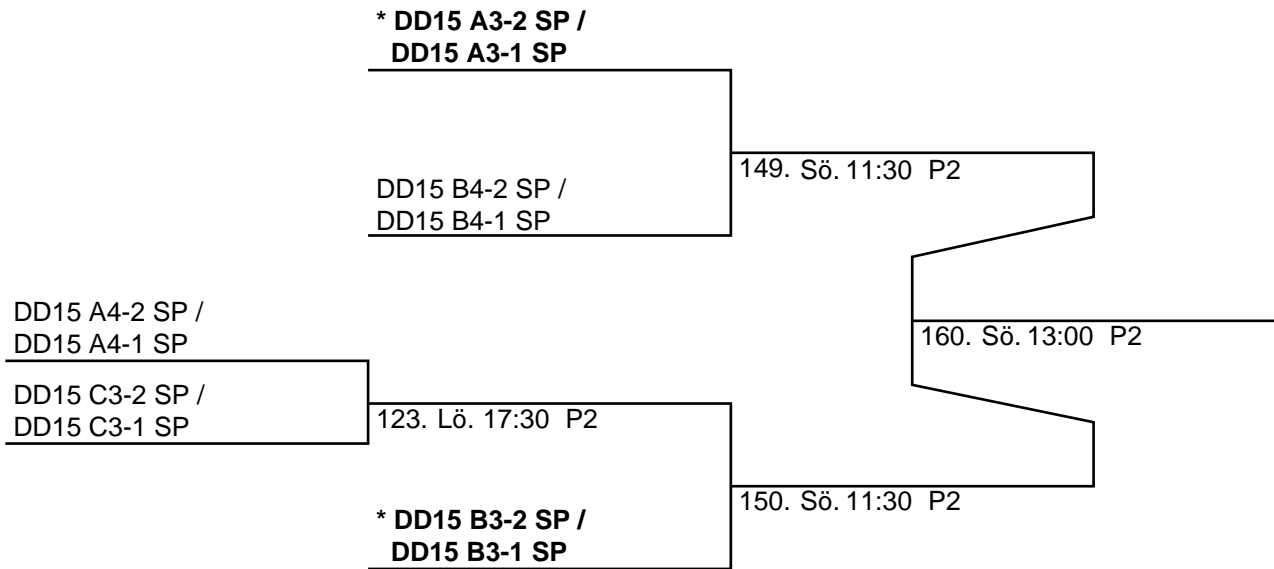 * DD15 A3-2 SP /
DD15 A3-1 SP
149. Sö. 11:30 P2
DD15 B4-2 SP /
DD15 B4-1 SP
DD15 A4-2 SP /
DD15 A4-1 SP
160. Sö. 13:00 P2
DD15 C3-2 SP /
DD15 C3-1 SP
123. Lö. 17:30 P2
150. Sö. 11:30 P2
* DD15 B3-2 SP /
DD15 B3-1 SP